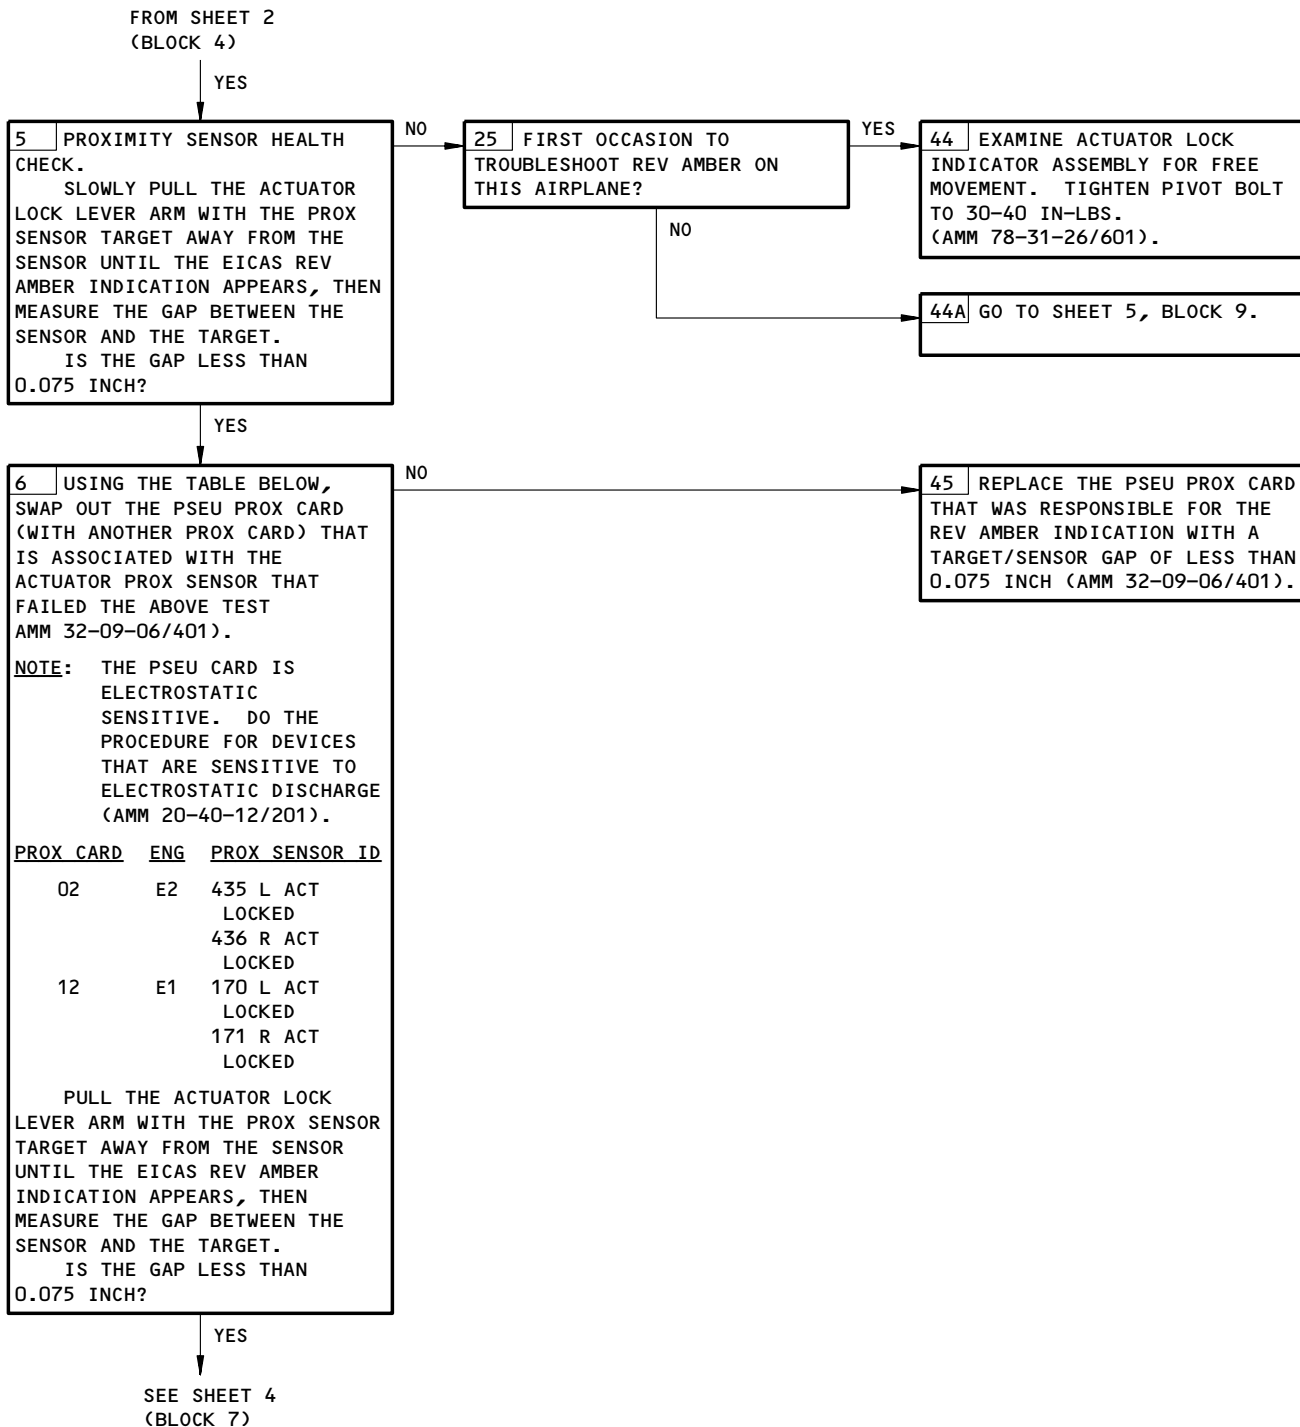 FROM SHEET 2
(BLOCK 4)
YES
5 PROXIMITY SENSOR HEALTH
CHECK.
SLOWLY PULL THE ACTUATOR
LOCK LEVER ARM WITH THE PROX
SENSOR TARGET AWAY FROM THE
SENSOR UNTIL THE EICAS REV
AMBER INDICATION APPEARS, THEN
MEASURE THE GAP BETWEEN THE
SENSOR AND THE TARGET.
IS THE GAP LESS THAN
0.075 INCH?
NO
25 FIRST OCCASION TO
TROUBLESHOOT REV AMBER ON
THIS AIRPLANE?
YES
44 EXAMINE ACTUATOR LOCK
INDICATOR ASSEMBLY FOR FREE
MOVEMENT. TIGHTEN PIVOT BOLT
TO 30-40 IN-LBS.
(AMM 78-31-26/601).
NO
44A GO TO SHEET 5, BLOCK 9.
YES
6 USING THE TABLE BELOW,
SWAP OUT THE PSEU PROX CARD
(WITH ANOTHER PROX CARD) THAT
IS ASSOCIATED WITH THE
ACTUATOR PROX SENSOR THAT
FAILED THE ABOVE TEST
AMM 32-09-06/401).
NOTE: THE PSEU CARD IS
ELECTROSTATIC
SENSITIVE. DO THE
PROCEDURE FOR DEVICES
THAT ARE SENSITIVE TO
ELECTROSTATIC DISCHARGE
(AMM 20-40-12/201).
PROX CARD ENG PROX SENSOR ID
02 E2 435 L ACT
LOCKED
436 R ACT
LOCKED
12 E1 170 L ACT
LOCKED
171 R ACT
LOCKED
PULL THE ACTUATOR LOCK
LEVER ARM WITH THE PROX SENSOR
TARGET AWAY FROM THE SENSOR
UNTIL THE EICAS REV AMBER
INDICATION APPEARS, THEN
MEASURE THE GAP BETWEEN THE
SENSOR AND THE TARGET.
IS THE GAP LESS THAN
0.075 INCH?
NO
45 REPLACE THE PSEU PROX CARD
THAT WAS RESPONSIBLE FOR THE
REV AMBER INDICATION WITH A
TARGET/SENSOR GAP OF LESS THAN
0.075 INCH (AMM 32-09-06/401).
YES
SEE SHEET 4
(BLOCK 7)